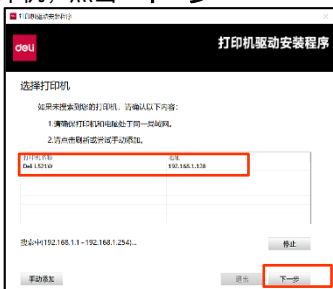 打印机驱动安装程序
deli
打印机驱动安装程序
选择打印机
如果未搜索到您的打印机，请确认以下内容：
1.请确保打印机和电脑处于同一局域网。
2.请点击刷新或尝试手动添加。
打印机名称 地址
Deli L521W 192.168.1.128
搜索中(192.168.1.1-192.168.1.254)... 停止
手动添加 退出 下一步